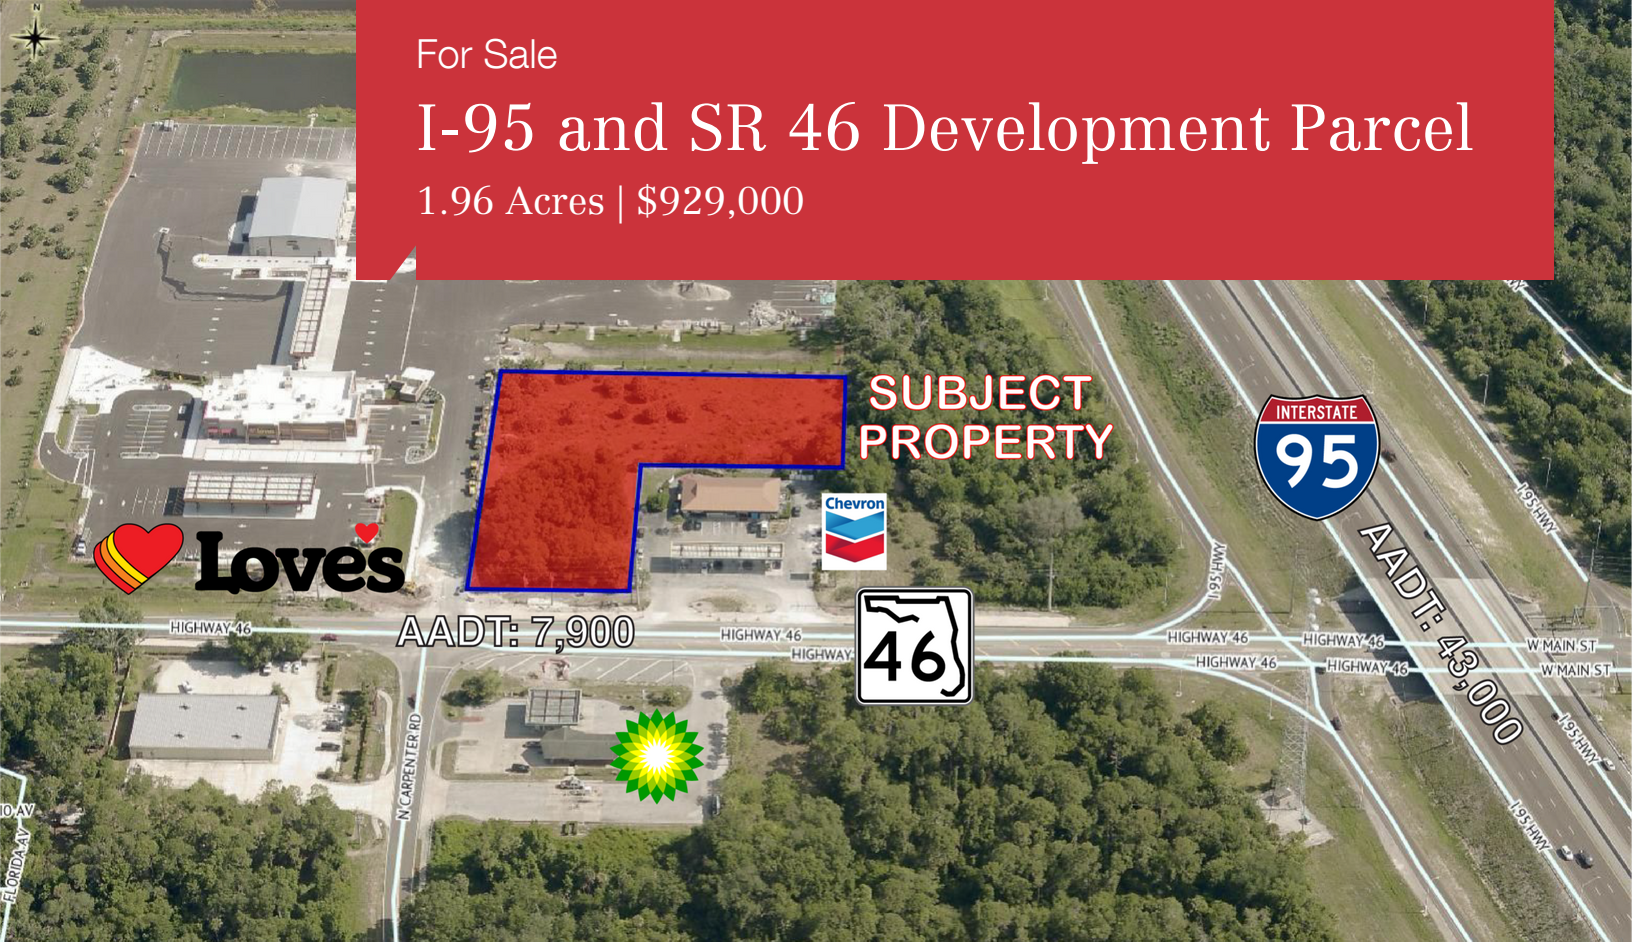 N
For Sale
I-95 and SR 46 Development Parcel
1.96 Acres | $929,000
SUBJECT
PROPERTY
INTERSTATE
95
I 95 HWY
Chevron
Love's
AADT: 43,000
I 95 HWY
AADT: 7,900
HIGHWAY 46
HIGHWAY 46
HIGHWAY
46
HIGHWAY 46
HIGHWAY 46
HIGHWAY 46
HIGHWAY 46
W MAIN ST
W MAIN ST
N CARPENTER RD
I 95 HWY
I 95 HWY
FLORIDA AV